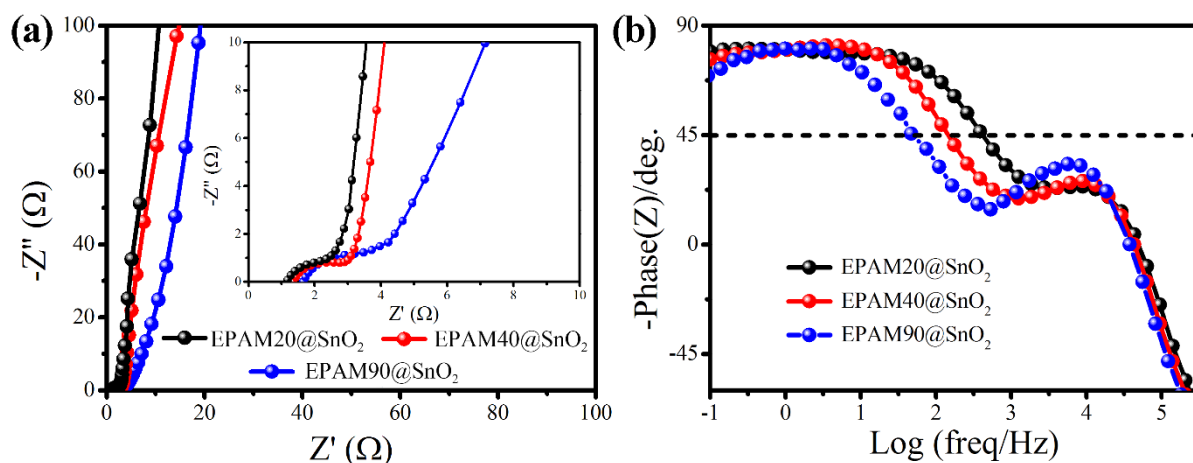 (a)
100
80
60
40
20
0
-Z'' (Ω)
0 20 40 60 80 100
Z' (Ω)
10
8
6
4
2
0
-Z'' (Ω)
0 2 4 6 8 10
Z' (Ω)
EPAM20@SnO₂ EPAM40@SnO₂
EPAM90@SnO₂
(b)
90
45
0
-45
-Phase(Z)/deg.
EPAM20@SnO₂
EPAM40@SnO₂
EPAM90@SnO₂
-1 0 1 2 3 4 5
Log (freq/Hz)